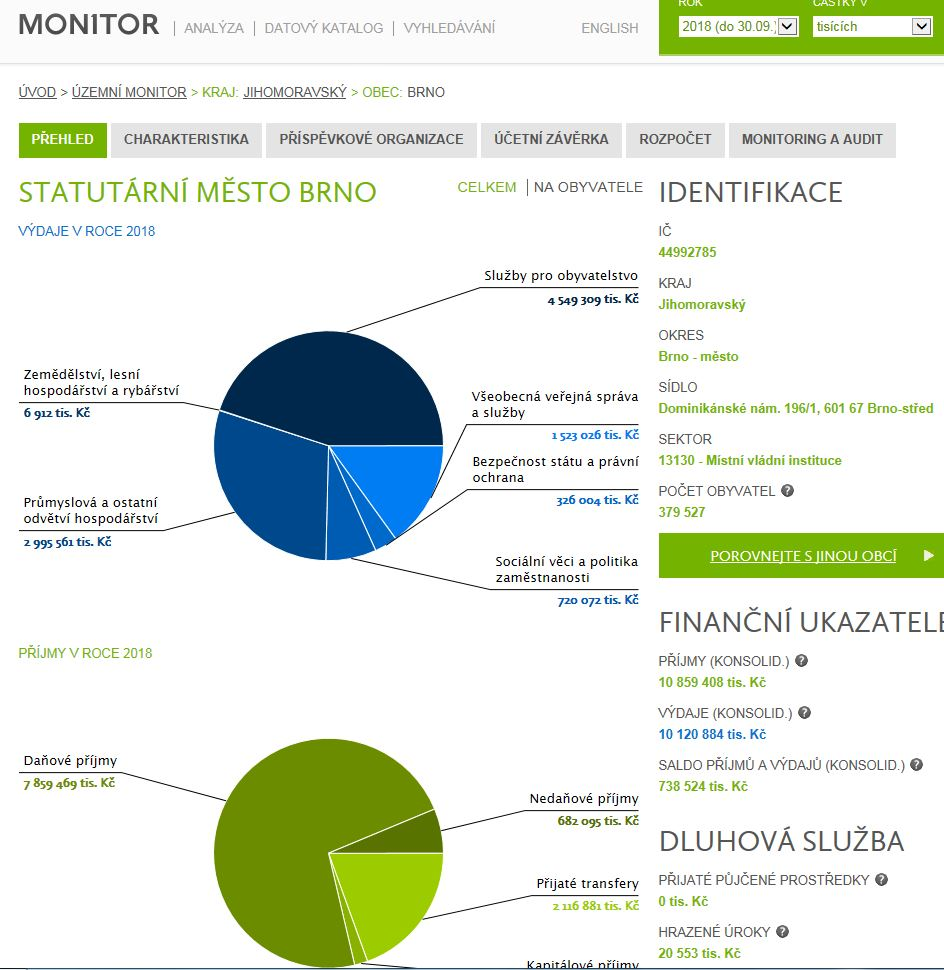 MONITOR
ANALÝZA
DATOVÝ KATALOG
VYHLEDÁVÁNÍ
ENGLISH
ROK
ČÁSTKY V
2018 (do 30.09.)
tisících
ÚVOD > ÚZEMNÍ MONITOR > KRAJ: JIHOMORAVSKÝ > OBEC: BRNO
PŘEHLED
CHARAKTERISTIKA
PŘÍSPĚVKOVÉ ORGANIZACE
ÚČETNÍ ZÁVĚRKA
ROZPOČET
MONITORING A AUDIT
STATUTÁRNÍ MĚSTO BRNO
CELKEM | NA OBYVATELE
VÝDAJE V ROCE 2018
Služby pro obyvatelstvo
4 549 309 tis. Kč
Zemědělství, lesní
hospodářství a rybářství
6 912 tis. Kč
Všeobecná veřejná správa
a služby
1 523 026 tis. Kč
Bezpečnost státu a právní
ochrana
326 004 tis. Kč
Průmyslová a ostatní
odvětví hospodářství
2 995 561 tis. Kč
Sociální věci a politika
zaměstnanosti
720 072 tis. Kč
PŘÍJMY V ROCE 2018
Daňové příjmy
7 859 469 tis. Kč
Nedaňové příjmy
682 095 tis. Kč
Přijaté transfery
2 116 881 tis. Kč
Kapitálové příjmy
IDENTIFIKACE
IČ
44992785
KRAJ
Jihomoravský
OKRES
Brno - město
SÍDLO
Dominikánské nám. 196/1, 601 67 Brno-střed
SEKTOR
13130 - Místní vládní instituce
POČET OBYVATEL ?
379 527
POROVNEJTE S JINOU OBCÍ
FINANČNÍ UKAZATELE
PŘÍJMY (KONSOLID.) ?
10 859 408 tis. Kč
VÝDAJE (KONSOLID.) ?
10 120 884 tis. Kč
SALDO PŘÍJMŮ A VÝDAJŮ (KONSOLID.) ?
738 524 tis. Kč
DLUHOVÁ SLUŽBA
PŘIJATÉ PŮJČENÉ PROSTŘEDKY ?
0 tis. Kč
HRAZENÉ ÚROKY ?
20 553 tis. Kč